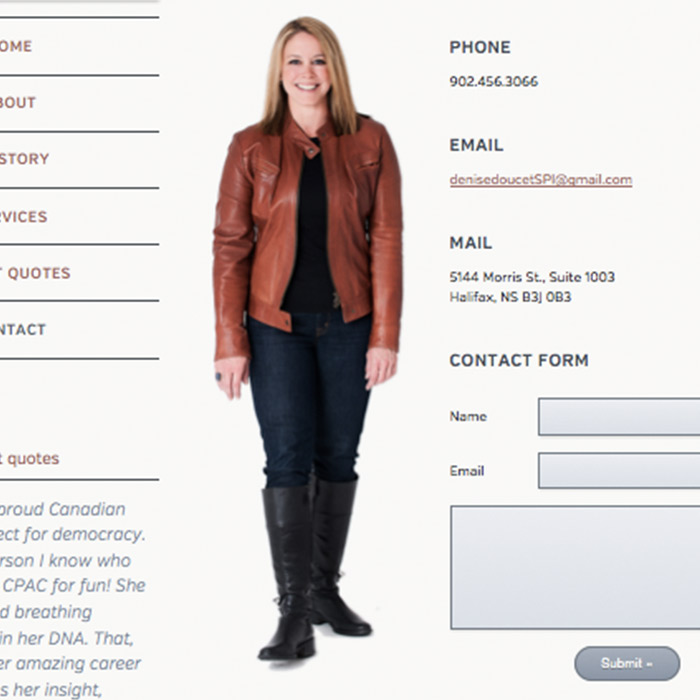 OME
BOUT
STORY
RVICES
T QUOTES
NTACT
t quotes
proud Canadian
ect for democracy.
rson I know who
CPAC for fun! She
d breathing
in her DNA. That,
er amazing career
s her insight,
PHONE
902.456.3066
EMAIL
denisedoucetSPI@gmail.com
MAIL
5144 Morris St., Suite 1003
Halifax, NS B3J 0B3
CONTACT FORM
Name
Email
Submit »